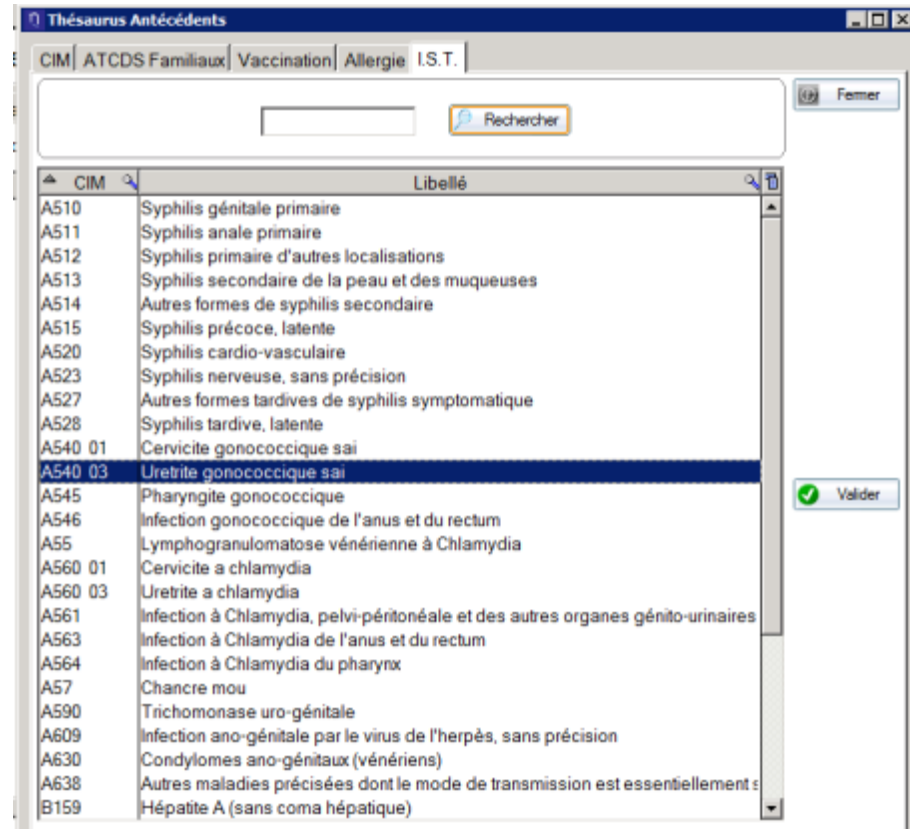 Thésaurus Antécédents
CIM ATCDS Familiaux Vaccination Allergie I.S.T.
Fermer
Rechercher
CIM Libellé
A510 Syphilis génitale primaire
A511 Syphilis anale primaire
A512 Syphilis primaire d'autres localisations
A513 Syphilis secondaire de la peau et des muqueuses
A514 Autres formes de syphilis secondaire
A515 Syphilis précoce, latente
A520 Syphilis cardio-vasculaire
A523 Syphilis nerveuse, sans précision
A527 Autres formes tardives de syphilis symptomatique
A528 Syphilis tardive, latente
A540 01 Cervicite gonococcique sai
A540 03 Uretrite gonococcique sai
Valider
A545 Pharyngite gonococcique
A546 Infection gonococcique de l'anus et du rectum
A55 Lymphogranulomatose vénérienne à Chlamydia
A560 01 Cervicite a chlamydia
A560 03 Uretrite a chlamydia
A561 Infection à Chlamydia, pelvi-péritonéale et des autres organes génito-urinaires
A563 Infection à Chlamydia de l'anus et du rectum
A564 Infection à Chlamydia du pharynx
A57 Chancre mou
A590 Trichomonase uro-génitale
A609 Infection ano-génitale par le virus de l'herpès, sans précision
A630 Condylomes ano-génitaux (vénériens)
A638 Autres maladies précisées dont le mode de transmission est essentiellement s
B159 Hépatite A (sans coma hépatique)